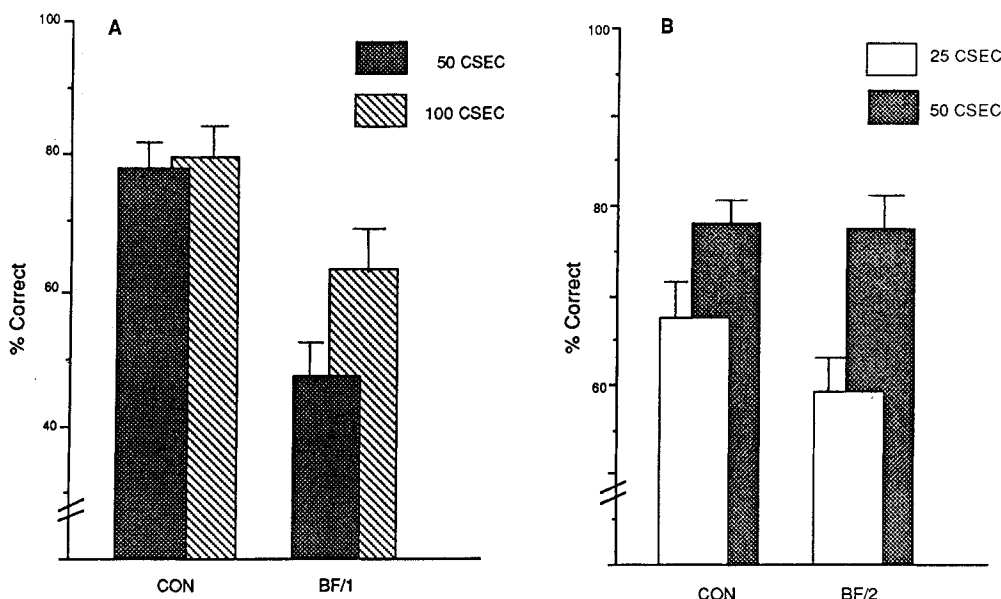 A
100
80
60
40
% Correct
50 CSEC
100 CSEC
CON
BF/1
B
100
80
60
% Correct
25 CSEC
50 CSEC
CON
BF/2